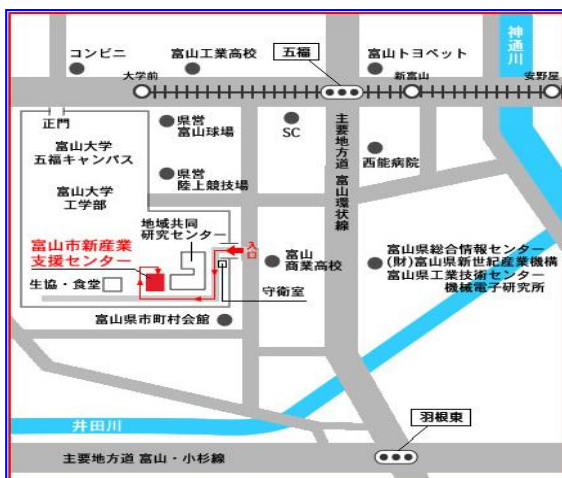 コンビニ
富山工業高校
五福
富山トヨペット
神通川
大学前
新富山
安野屋
正門
富山大学
五福キャンパス
県営
富山球場
SC
主要地方道 富山環状線
西能病院
富山大学
工学部
県営
陸上競技場
地域共同
研究センター
入口
富山市新産業
支援センター
富山
商業高校
富山県総合情報センター
(財)富山県新世紀産業機構
富山県工業技術センター
機械電子研究所
生協・食堂
守衛室
富山県市町村会館
井田川
羽根東
主要地方道 富山・小杉線